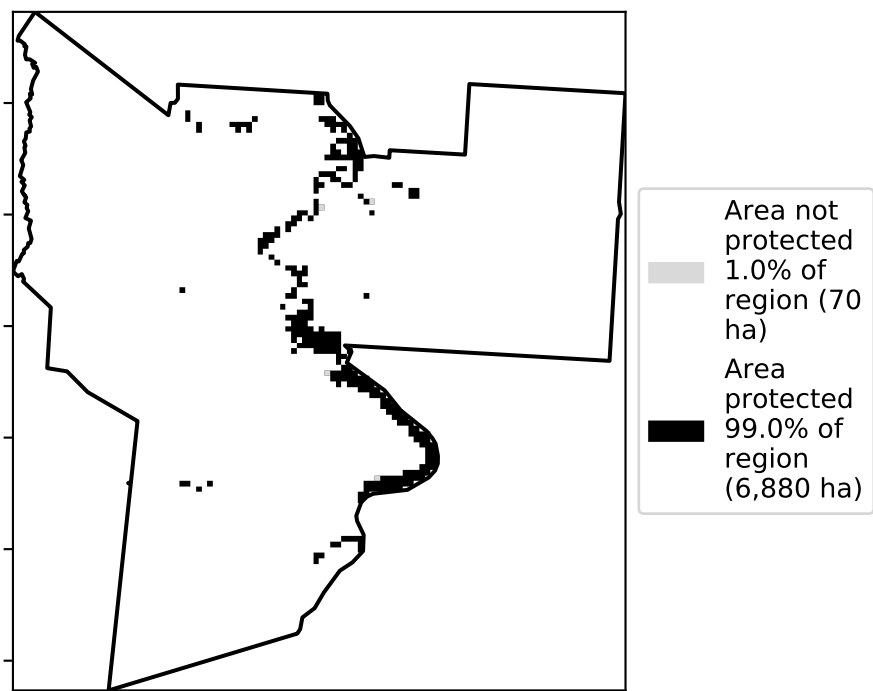 Area not
protected
1.0% of
region (70
ha)
Area
protected
99.0% of
region
(6,880 ha)